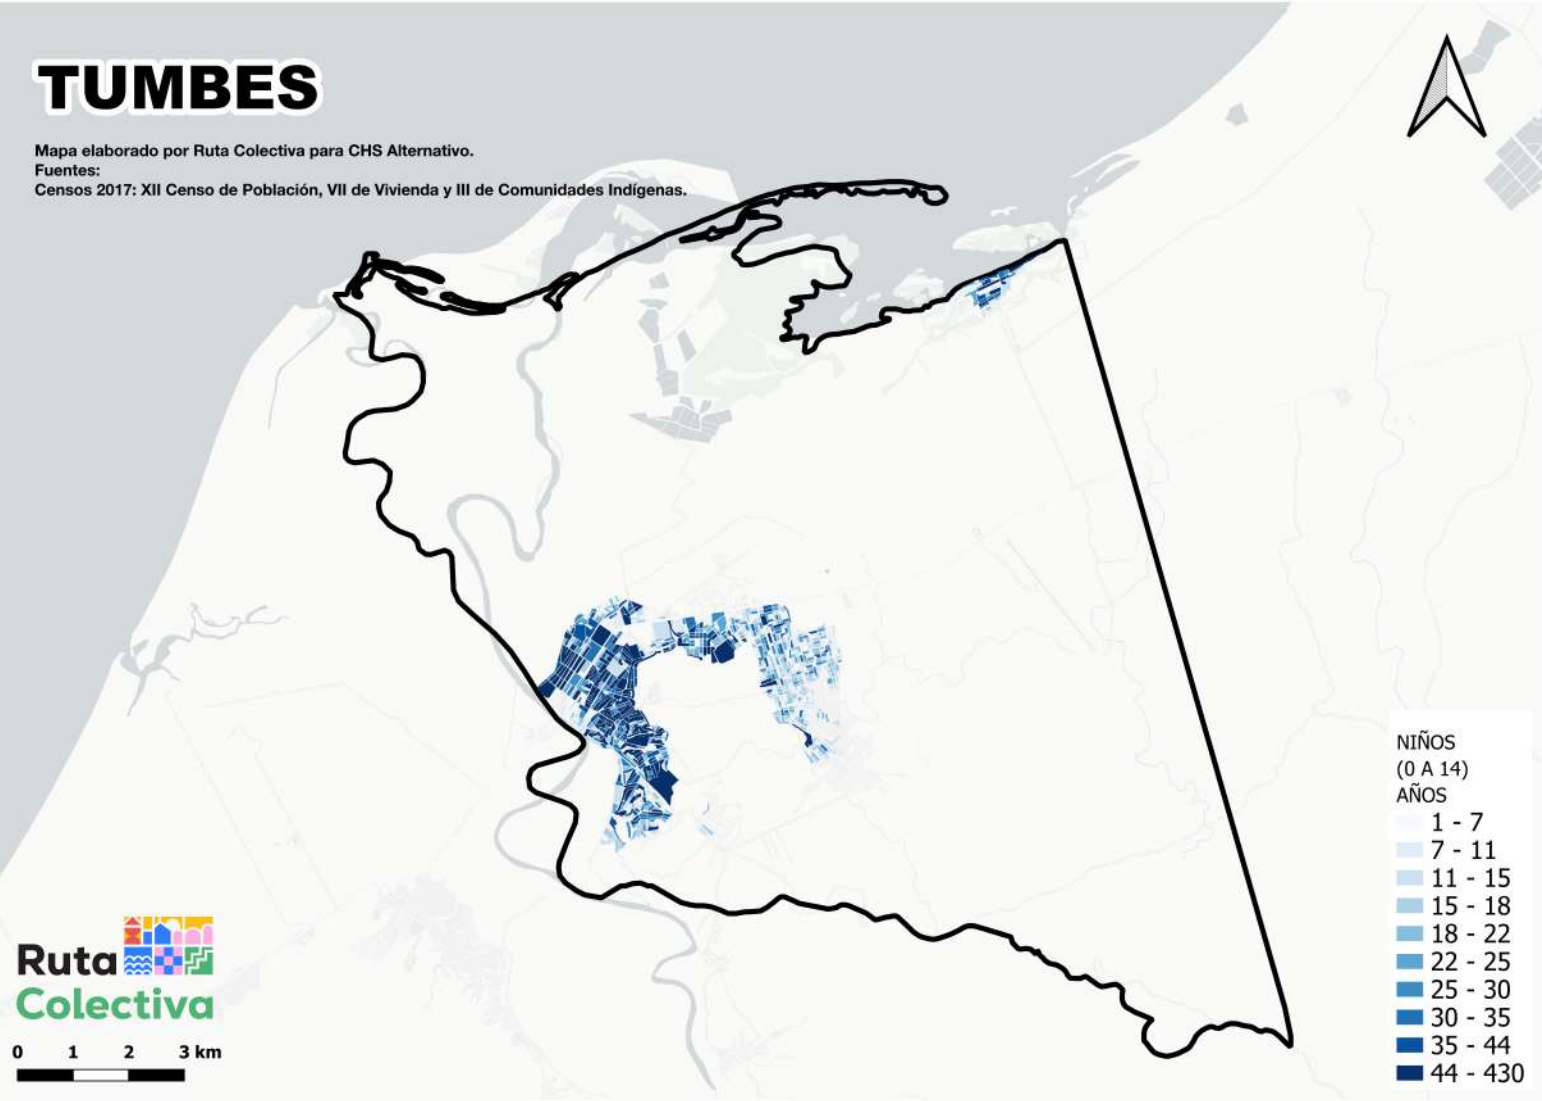 TUMBES
Mapa elaborado por Ruta Colectiva para CHS Alternativo.
Fuentes:
Censos 2017: XII Censo de Población, VII de Vivienda y III de Comunidades Indígenas.
NIÑOS
(0 A 14)
AÑOS
1 - 7
7 - 11
11 - 15
15 - 18
18 - 22
22 - 25
25 - 30
30 - 35
35 - 44
44 - 430
Ruta
Colectiva
0 1 2 3 km